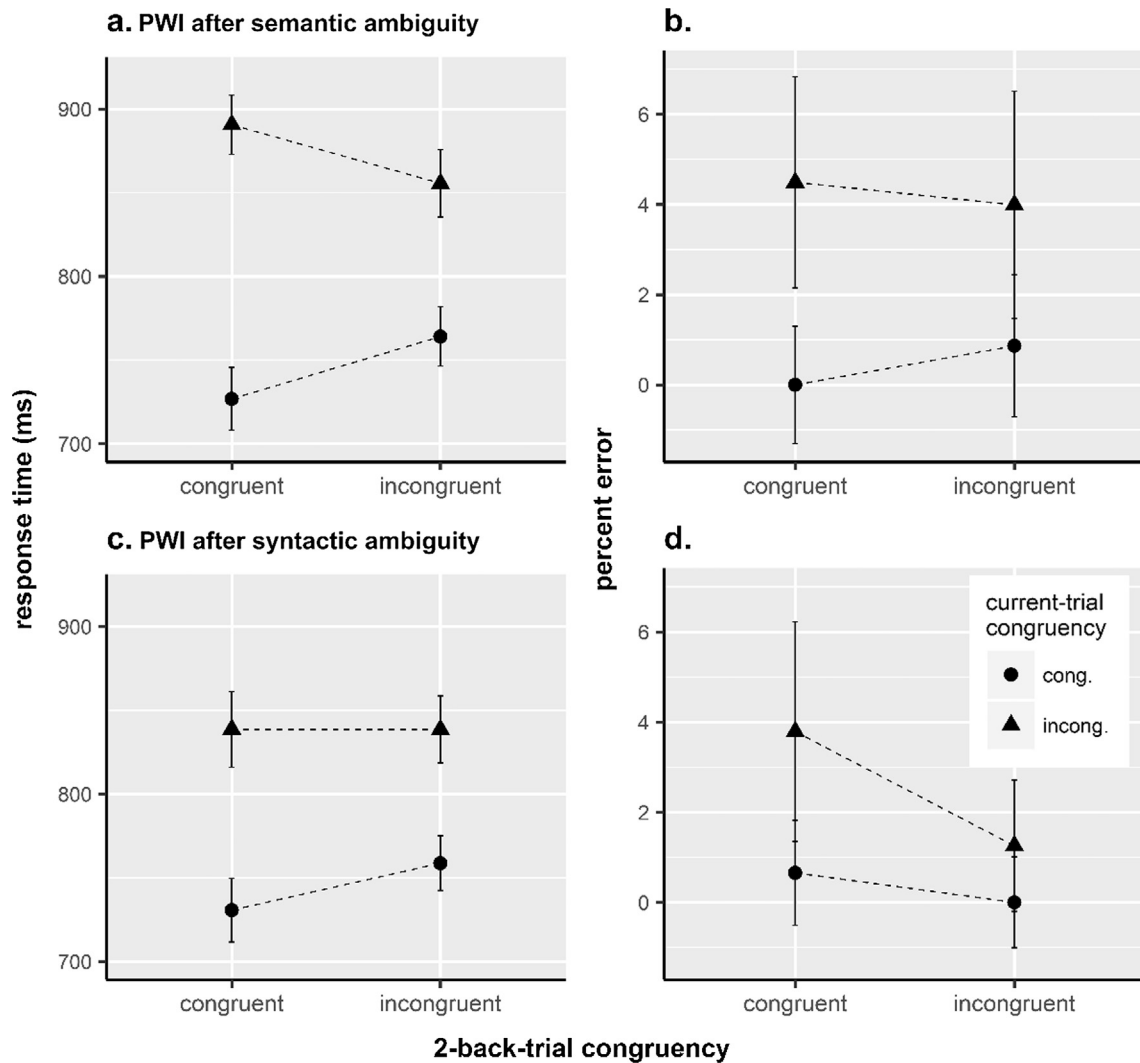 a. PWI after semantic ambiguity
b.
900
800
700
congruent
incongruent
6
4
2
0
congruent
incongruent
response time (ms)
percent error
c. PWI after syntactic ambiguity
d.
900
800
700
congruent
incongruent
6
4
2
0
congruent
incongruent
current-trial
congruency
cong.
incong.
2-back-trial congruency